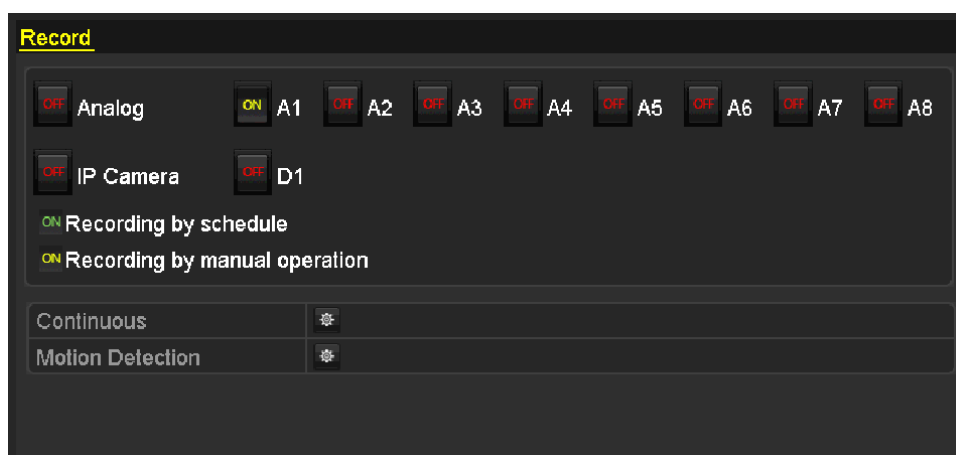 Record
OFF Analog ON A1 OFF A2 OFF A3 OFF A4 OFF A5 OFF A6 OFF A7 OFF A8
OFF IP Camera OFF D1
ON Recording by schedule
ON Recording by manual operation
Continuous
Motion Detection